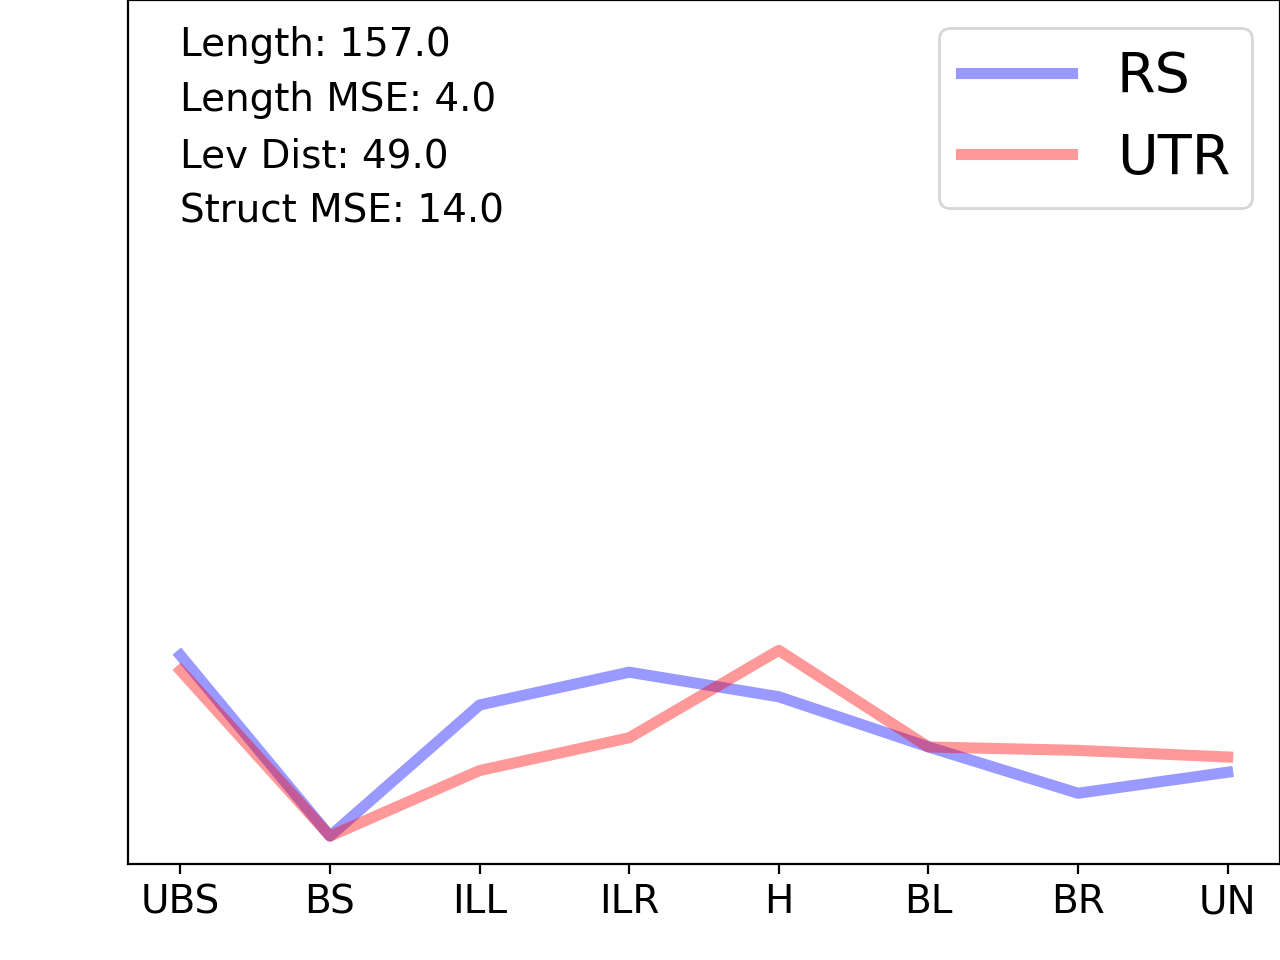 Length: 157.0
Length MSE: 4.0
Lev Dist: 49.0
Struct MSE: 14.0
RS
UTR
UBS BS ILL ILR H BL BR UN